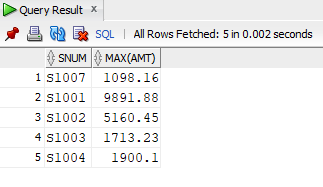 Query Result x
SQL | All Rows Fetched: 5 in 0.002 seconds
SNUM MAX(AMT)
1 S1007 1098.16
2 S1001 9891.88
3 S1002 5160.45
4 S1003 1713.23
5 S1004 1900.1